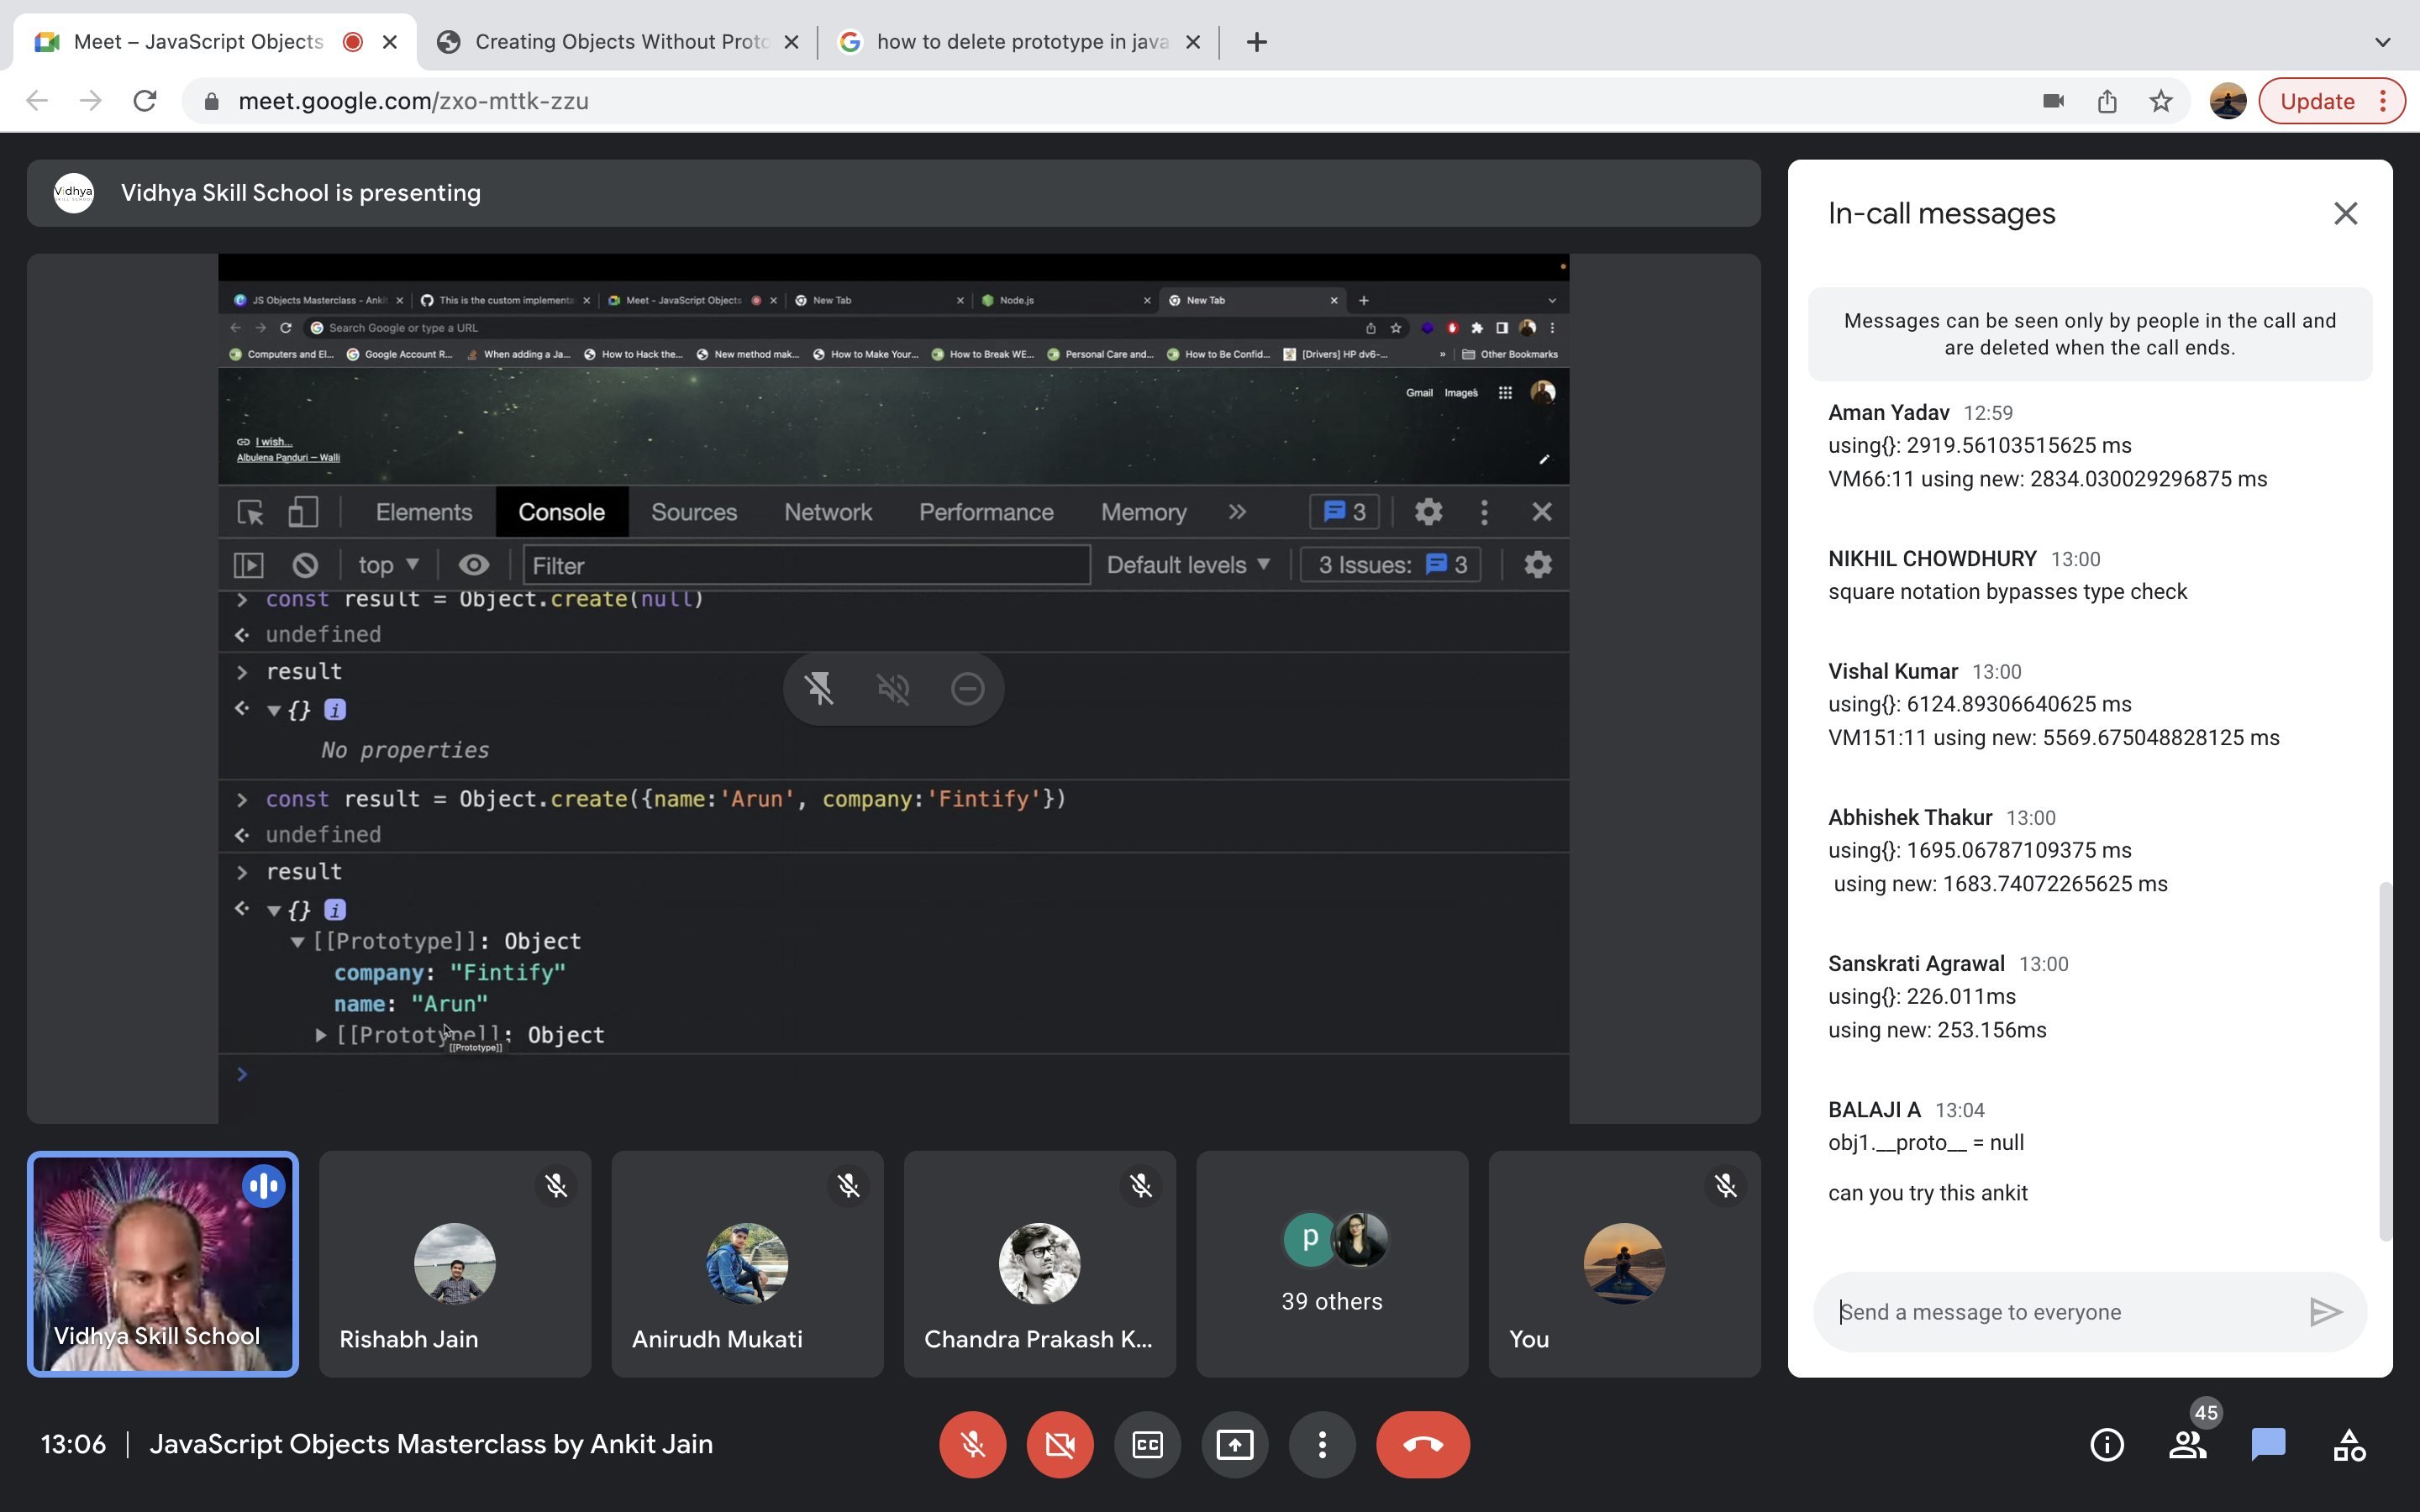 Meet – JavaScript Objects
Creating Objects Without Proto
how to delete prototype in java
meet.google.com/zxo-mttk-zzu
Update
Vidhya
Vidhya Skill School is presenting
JS Objects Masterclass - Anki
This is the custom implementa
Meet - JavaScript Objects
New Tab
Node.js
New Tab
Search Google or type a URL
Computers and El...
Google Account R...
When adding a Ja...
How to Hack the...
New method mak...
How to Make Your...
How to Break WE...
Personal Care and...
How to Be Confid...
[Drivers] HP dv6-...
»
Other Bookmarks
Gmail
Images
I wish...
Albulena Panduri – Walli
Elements
Console
Sources
Network
Performance
Memory
»
3
top
Filter
Default levels
3 Issues:
3
> const result = Object.create(null)
undefined
> result
{} i
No properties
> const result = Object.create({name:'Arun', company:'Fintify'})
undefined
> result
{} i
[[Prototype]]: Object
company: "Fintify"
name: "Arun"
[[Prototype]]: Object
[[Prototype]]
>
Vidhya Skill School
Rishabh Jain
Anirudh Mukati
Chandra Prakash K...
p
39 others
You
In-call messages
Messages can be seen only by people in the call and
are deleted when the call ends.
Aman Yadav 12:59
using{}: 2919.56103515625 ms
VM66:11 using new: 2834.030029296875 ms
NIKHIL CHOWDHURY 13:00
square notation bypasses type check
Vishal Kumar 13:00
using{}: 6124.89306640625 ms
VM151:11 using new: 5569.675048828125 ms
Abhishek Thakur 13:00
using{}: 1695.06787109375 ms
using new: 1683.74072265625 ms
Sanskrati Agrawal 13:00
using{}: 226.011ms
using new: 253.156ms
BALAJI A 13:04
obj1.__proto__ = null
can you try this ankit
Send a message to everyone
13:06 | JavaScript Objects Masterclass by Ankit Jain
CC
45